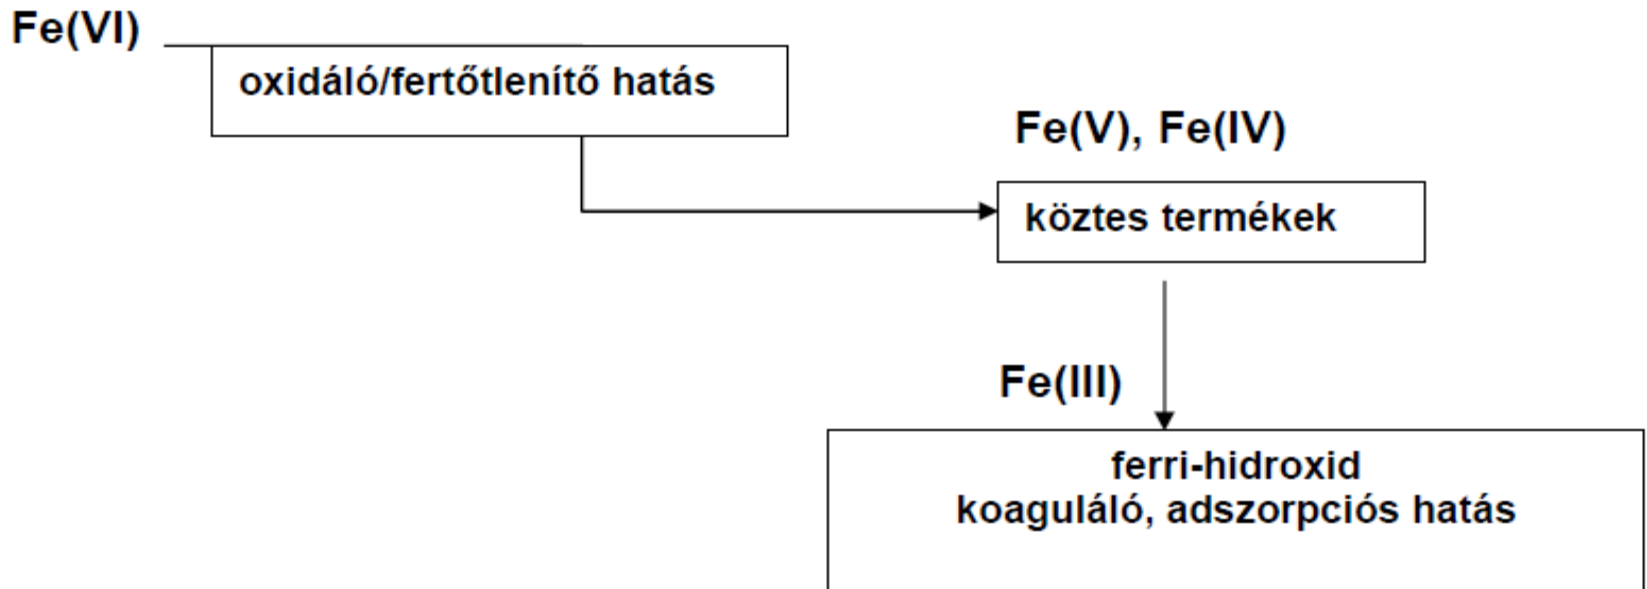 Fe(VI)
oxidáló/fertőtlenítő hatás
Fe(V), Fe(IV)
köztes termékek
Fe(III)
ferri-hidroxid
koaguláló, adszorpciós hatás